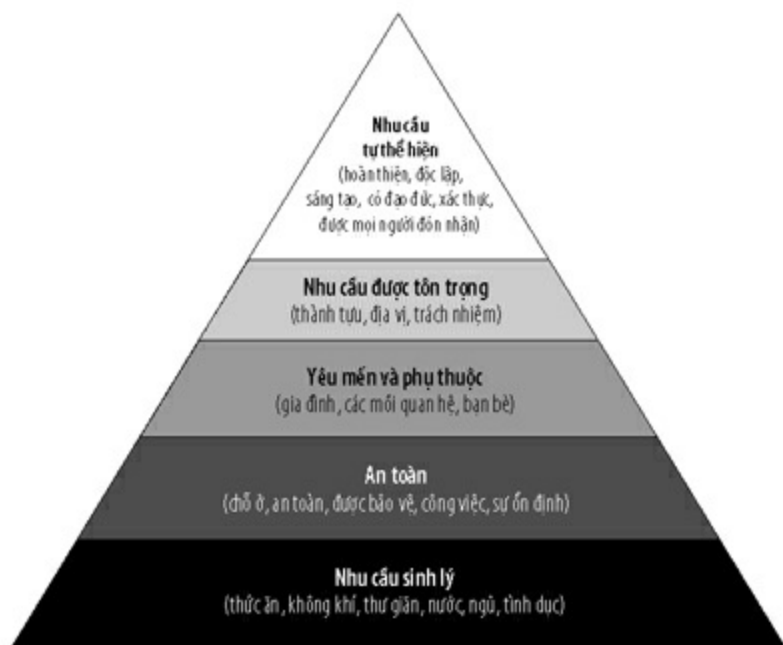 Nhu cầu
tự thể hiện
(hoàn thiện, độc lập,
sáng tạo, có đạo đức, xác thực,
được mọi người đón nhận)
Nhu cầu được tôn trọng
(thành tựu, địa vị, trách nhiệm)
Yêu mến và phụ thuộc
(gia đình, các mối quan hệ, bạn bè)
An toàn
(chỗ ở, an toàn, được bảo vệ, công việc, sự ổn định)
Nhu cầu sinh lý
(thức ăn, không khí, thư giãn, nước, ngủ, tình dục)